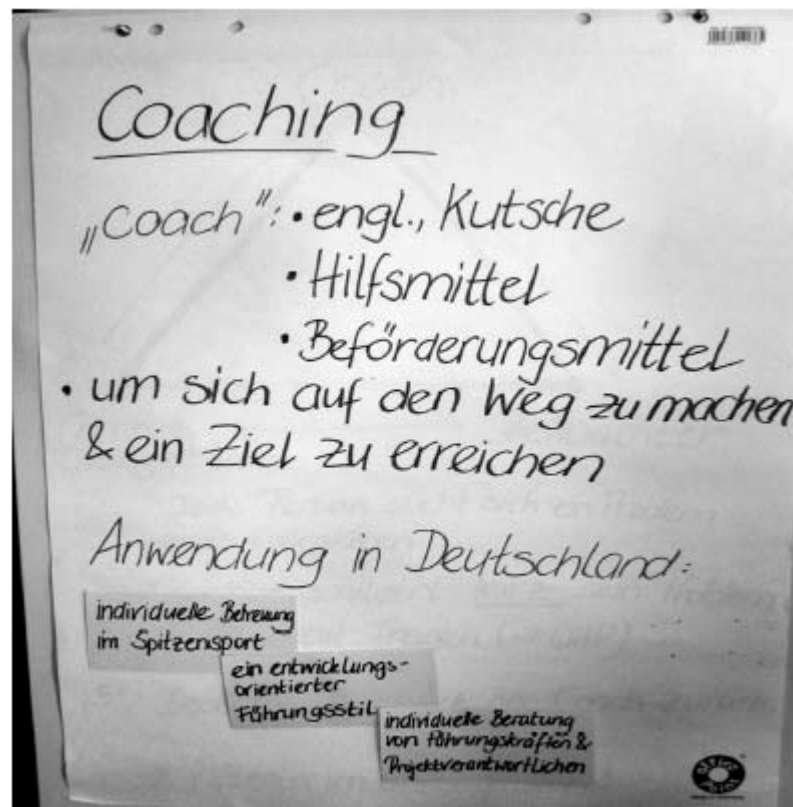 Coaching
„Coach": • engl., Kutsche
• Hilfsmittel
• Beförderungsmittel
• um sich auf den Weg zu machen
& ein Ziel zu erreichen
Anwendung in Deutschland:
individuelle Betreuung
im Spitzensport
ein entwicklungs-
orientierter
Führungsstil
individuelle Beratung
von Führungskräften &
Projektverantwortlichen